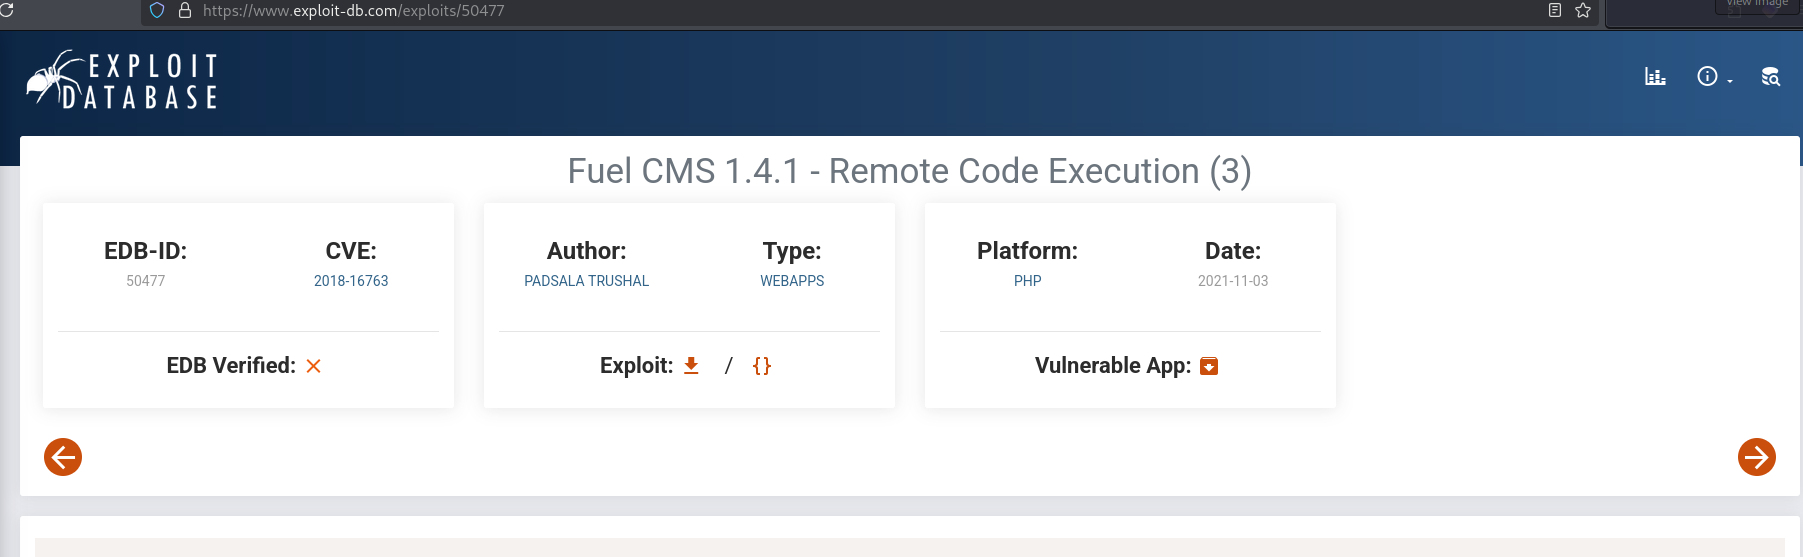 https://www.exploit-db.com/exploits/50477
View Image
EXPLOIT
DATABASE
Fuel CMS 1.4.1 - Remote Code Execution (3)
EDB-ID:
50477
CVE:
2018-16763
Author:
PADSALA TRUSHAL
Type:
WEBAPPS
Platform:
PHP
Date:
2021-11-03
EDB Verified:
Exploit: / {}
Vulnerable App: